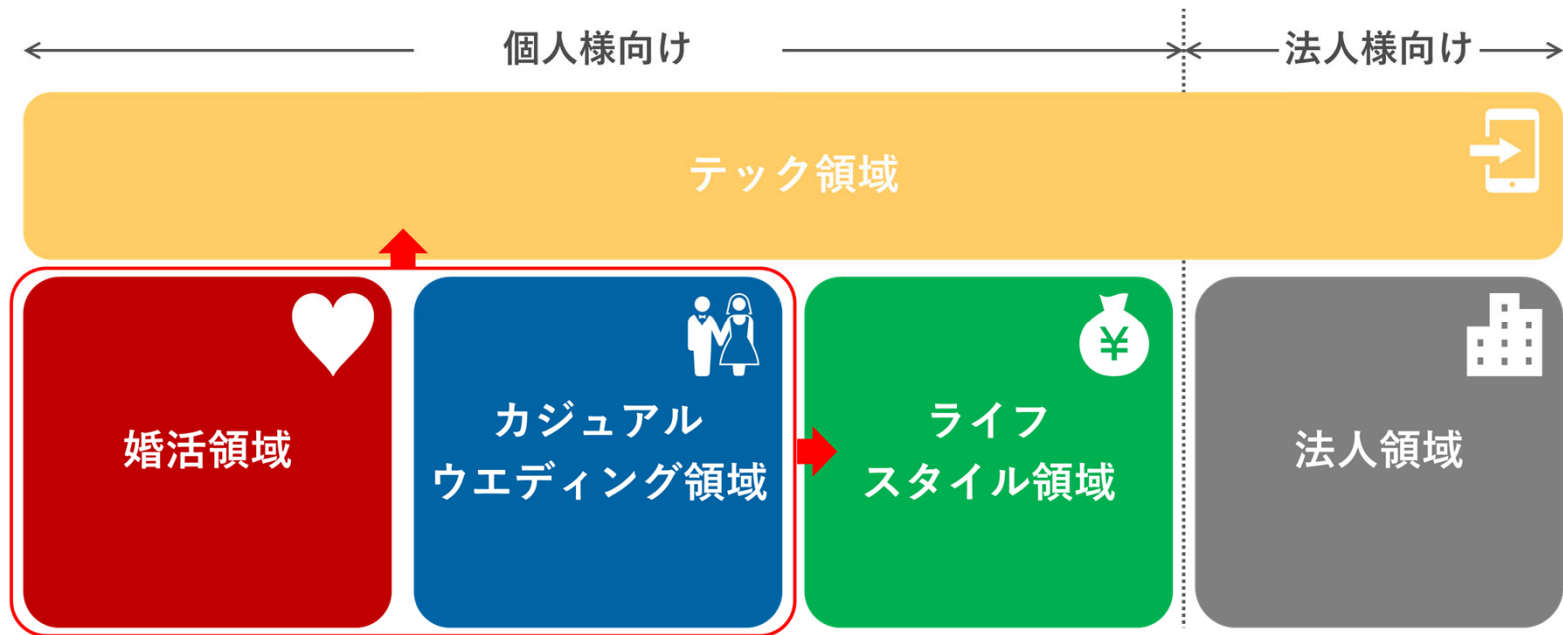 個人様向け
法人様向け
テック領域
婚活領域
カジュアル
ウエディング領域
ライフ
スタイル領域
¥
法人領域